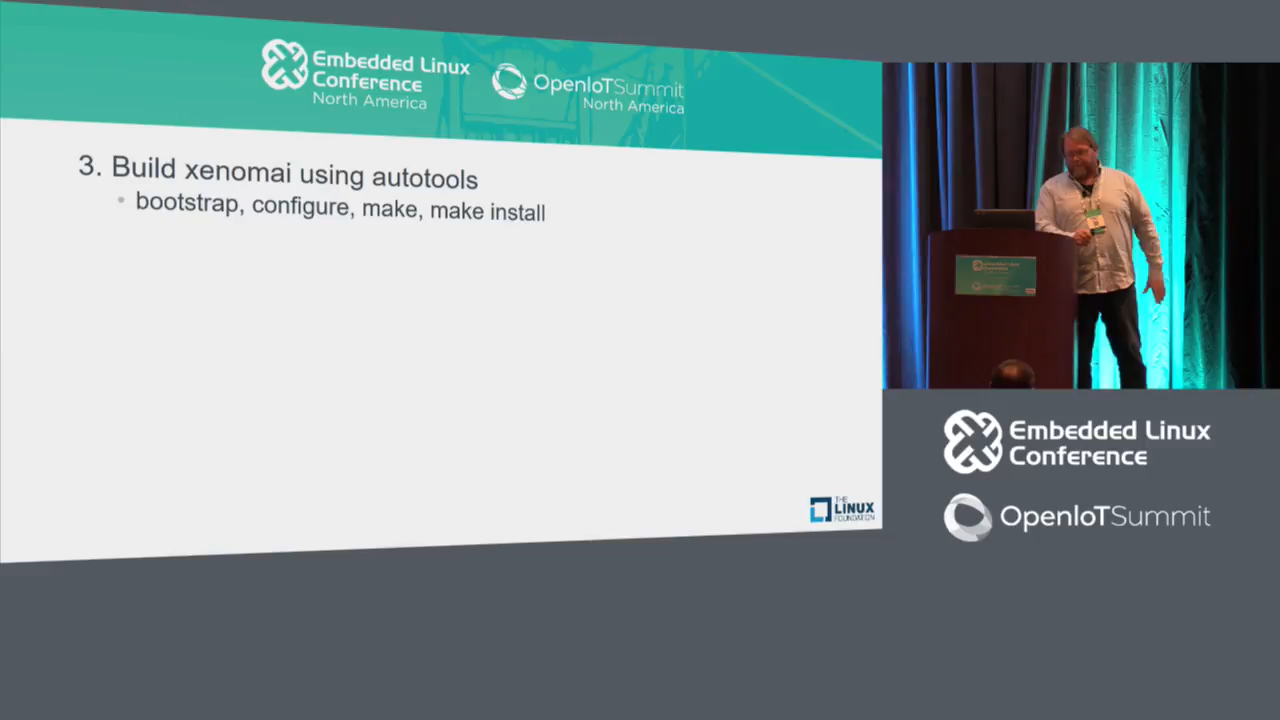 Embedded Linux
Conference
North America
OpenIoTSummit
North America
3. Build xenomai using autotools
• bootstrap, configure, make, make install
THE
LINUX
FOUNDATION
Embedded Linux
Conference
OpenIoTSummit